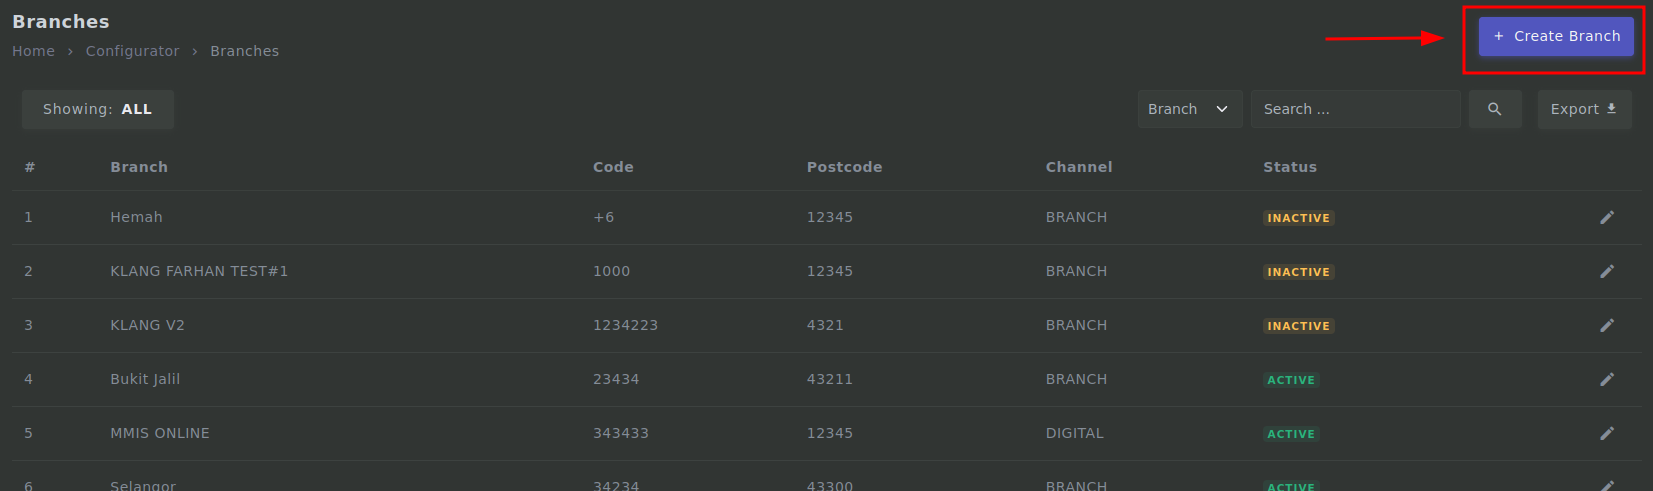 Branches
Home › Configurator › Branches
+ Create Branch
Showing: ALL
Branch
Search ...
Export
# Branch Code Postcode Channel Status
1 Hemah +6 12345 BRANCH INACTIVE
2 KLANG FARHAN TEST#1 1000 12345 BRANCH INACTIVE
3 KLANG V2 1234223 4321 BRANCH INACTIVE
4 Bukit Jalil 23434 43211 BRANCH ACTIVE
5 MMIS ONLINE 343433 12345 DIGITAL ACTIVE
6 Selangor 34234 43300 BRANCH ACTIVE